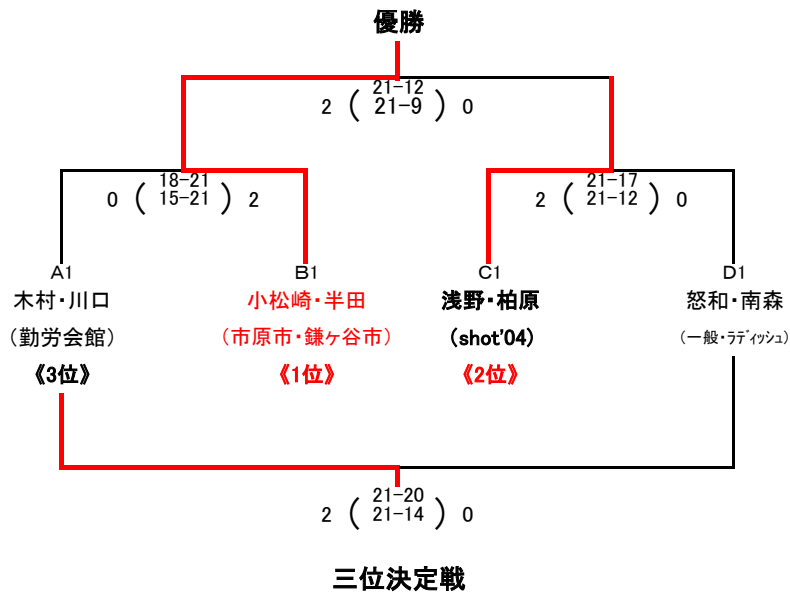 優勝
21-12
2 ( 21-9 ) 0
18-21
0 ( 15-21 ) 2
21-17
2 ( 21-12 ) 0
A1 B1 C1 D1
木村・川口 小松崎・半田 浅野・柏原 怒和・南森
(勤労会館) (市原市・鎌ヶ谷市) (shot'04) (一般・ﾗﾃﾞｨｯｼｭ)
《3位》 《1位》 《2位》
21-20
2 ( 21-14 ) 0
三位決定戦